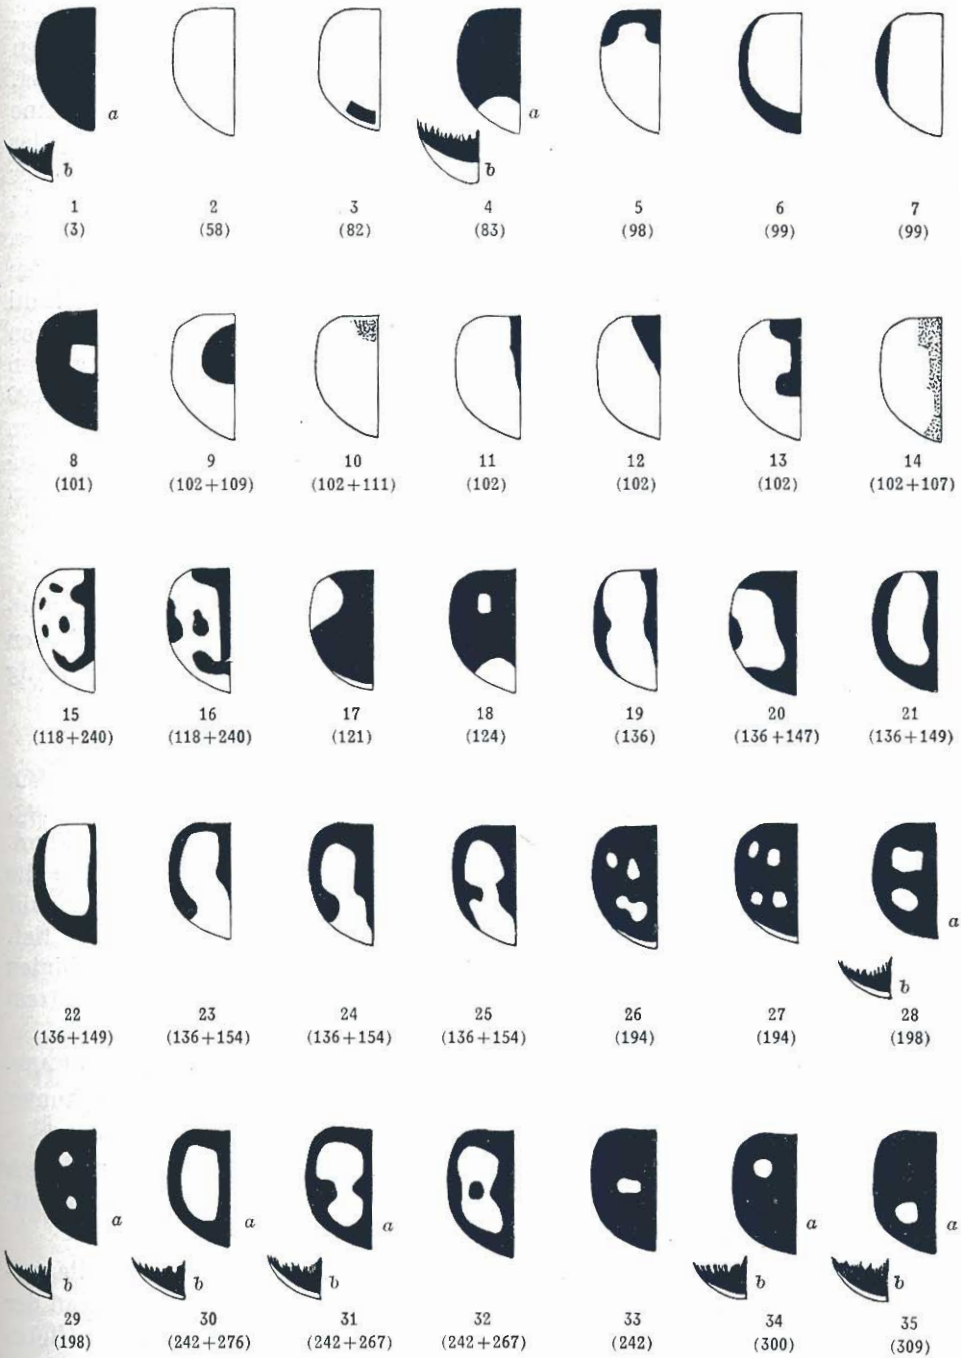 a a
b b
1 2 3 4 5 6 7
(3) (58) (82) (83) (98) (99) (99)
8 9 10 11 12 13 14
(101) (102+109) (102+111) (102) (102) (102) (102+107)
15 16 17 18 19 20 21
(118+240) (118+240) (121) (124) (136) (136+147) (136+149)
a
b
22 23 24 25 26 27 28
(136+149) (136+154) (136+154) (136+154) (194) (194) (198)
a a a a a
b b b b b
29 30 31 32 33 34 35
(198) (242+276) (242+267) (242+267) (242) (300) (309)